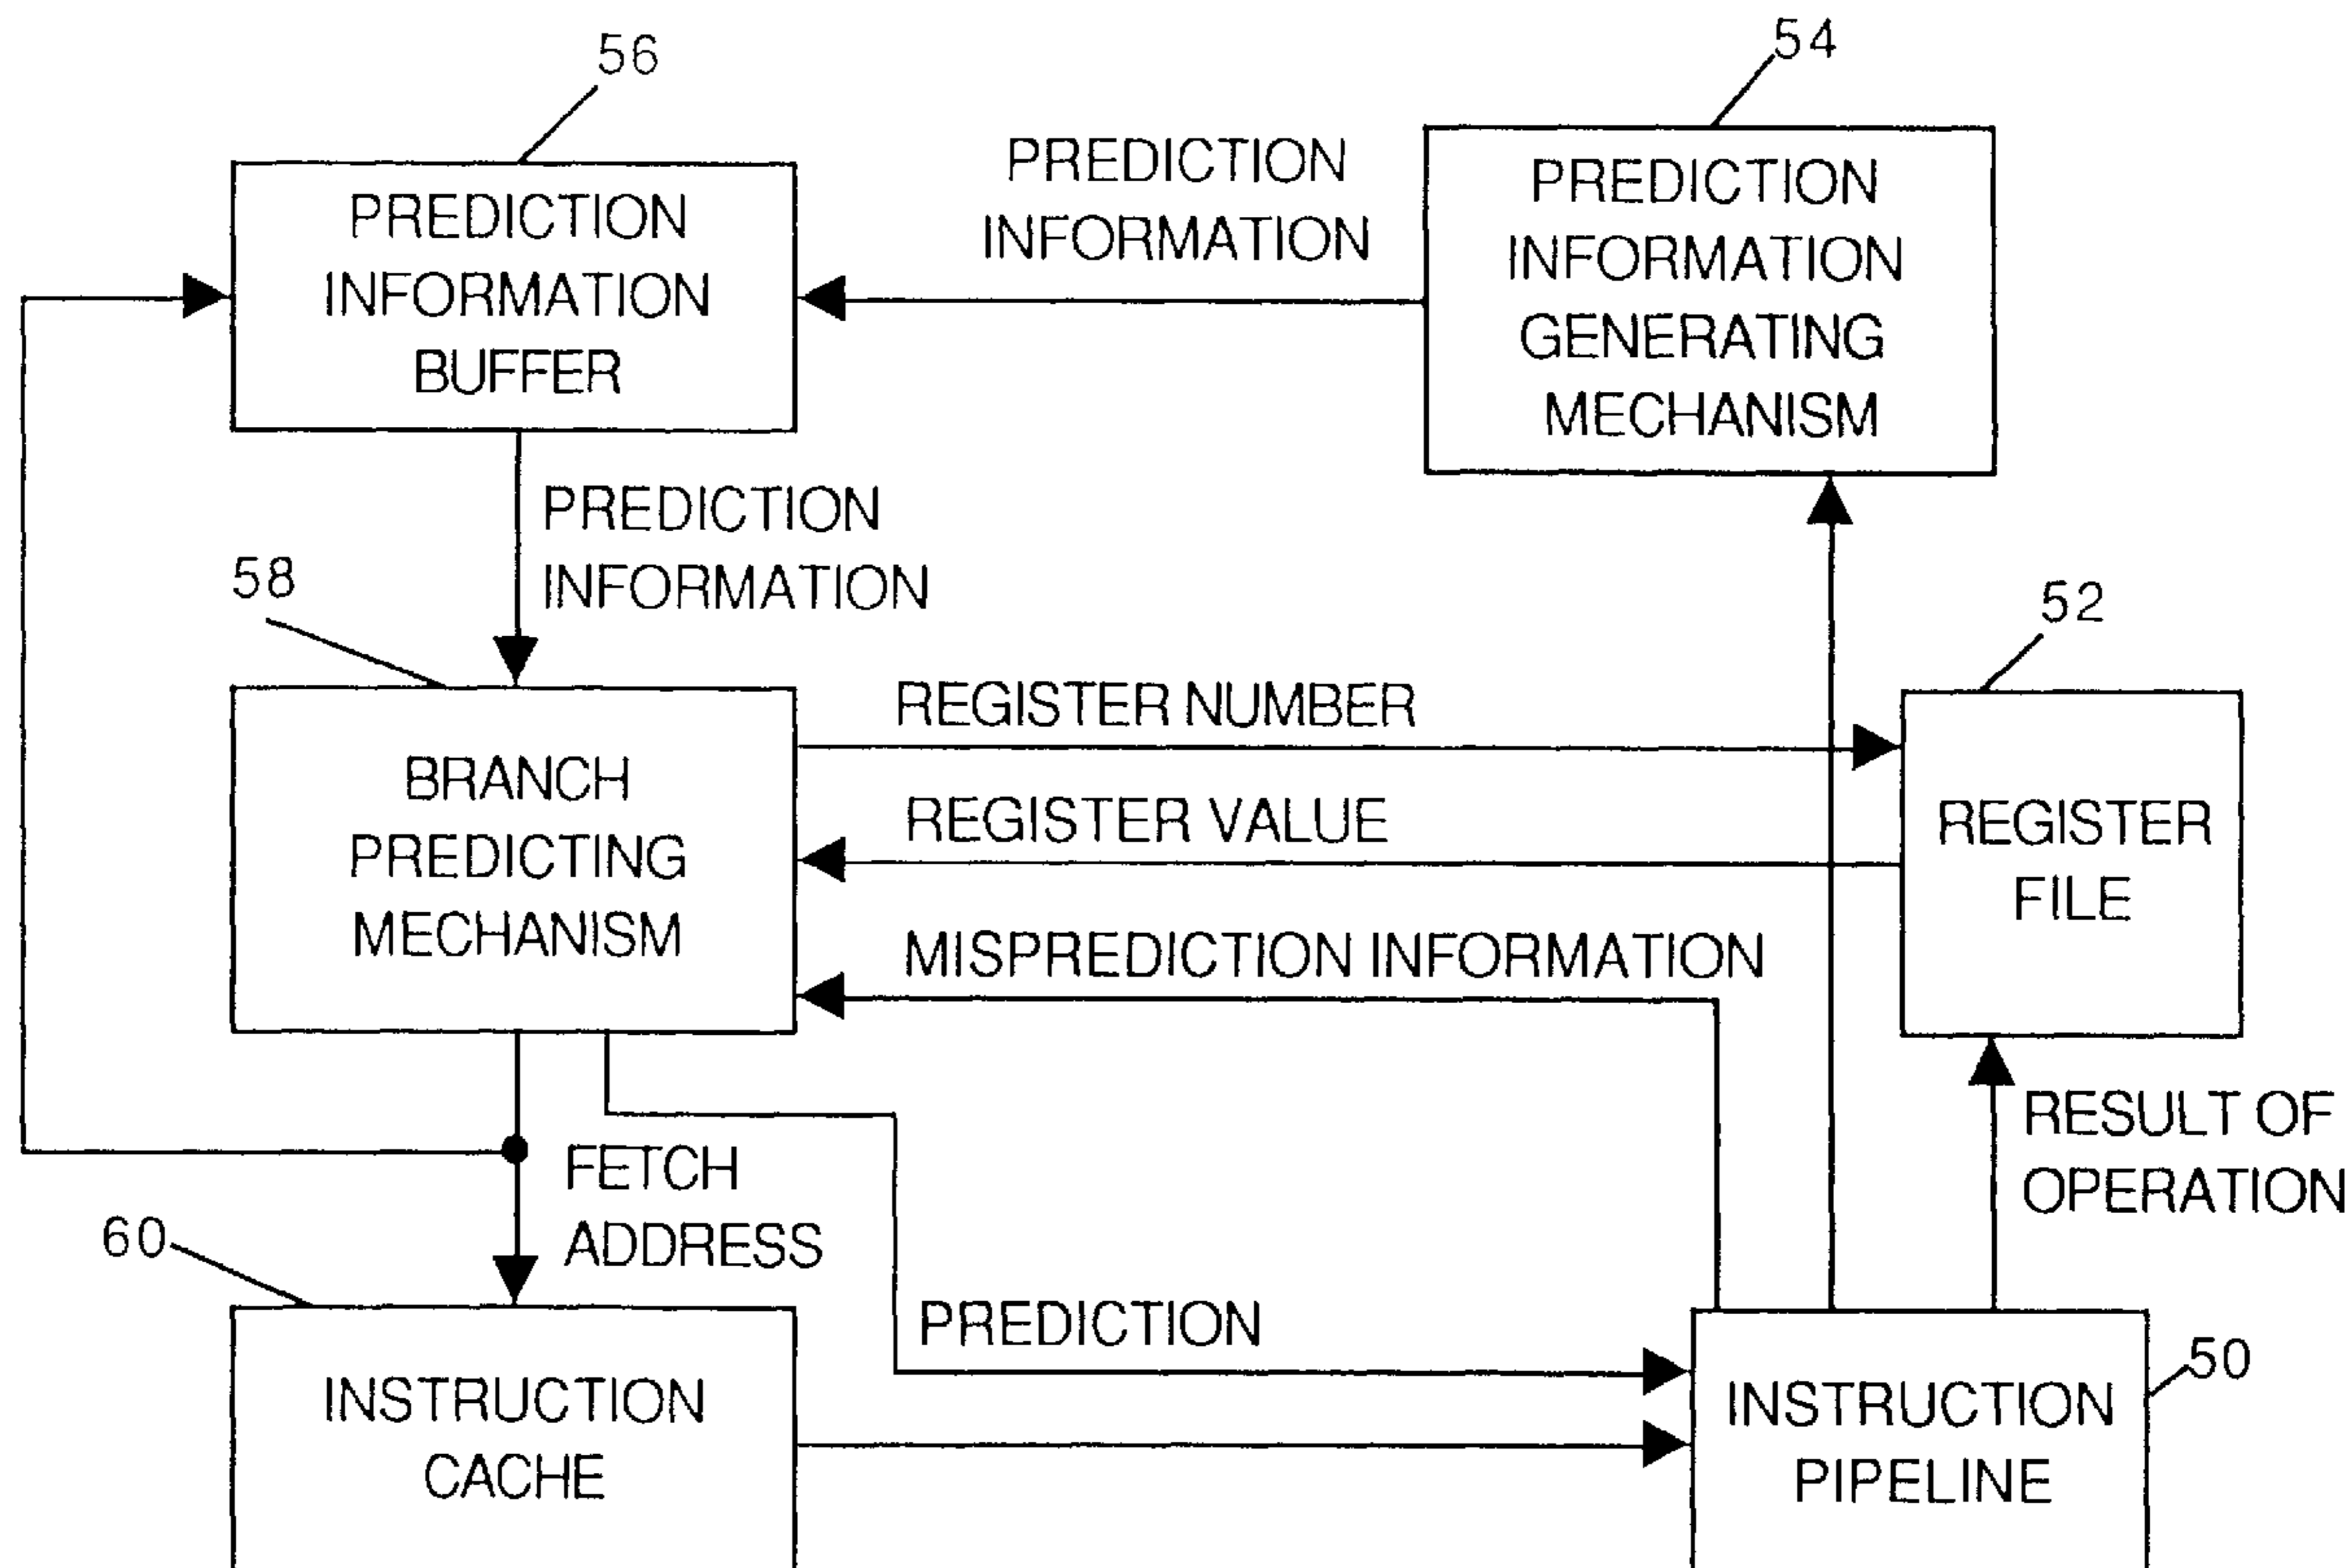 56
54
PREDICTION
INFORMATION
BUFFER
PREDICTION
INFORMATION
PREDICTION
INFORMATION
GENERATING
MECHANISM
PREDICTION
INFORMATION
58
52
BRANCH
PREDICTING
MECHANISM
REGISTER NUMBER
REGISTER VALUE
MISPREDICTION INFORMATION
REGISTER
FILE
RESULT OF
OPERATION
FETCH
ADDRESS
60
PREDICTION
50
INSTRUCTION
CACHE
INSTRUCTION
PIPELINE